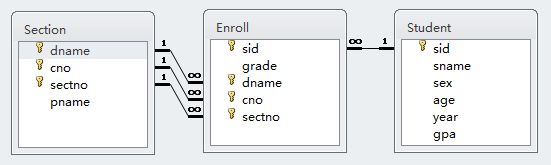 Section
dname
cno
sectno
pname
1
1
1
∞
∞
∞
Enroll
sid
grade
dname
cno
sectno
∞
1
Student
sid
sname
sex
age
year
gpa